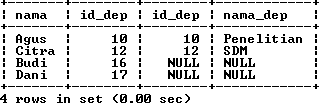 +-------+--------+--------+------------+
| nama | id_dep | id_dep | nama_dep |
+-------+--------+--------+------------+
| Agus | 10 | 10 | Penelitian |
| Citra | 12 | 12 | SDM |
| Budi | 16 | NULL | NULL |
| Dani | 17 | NULL | NULL |
+-------+--------+--------+------------+
4 rows in set (0.00 sec)